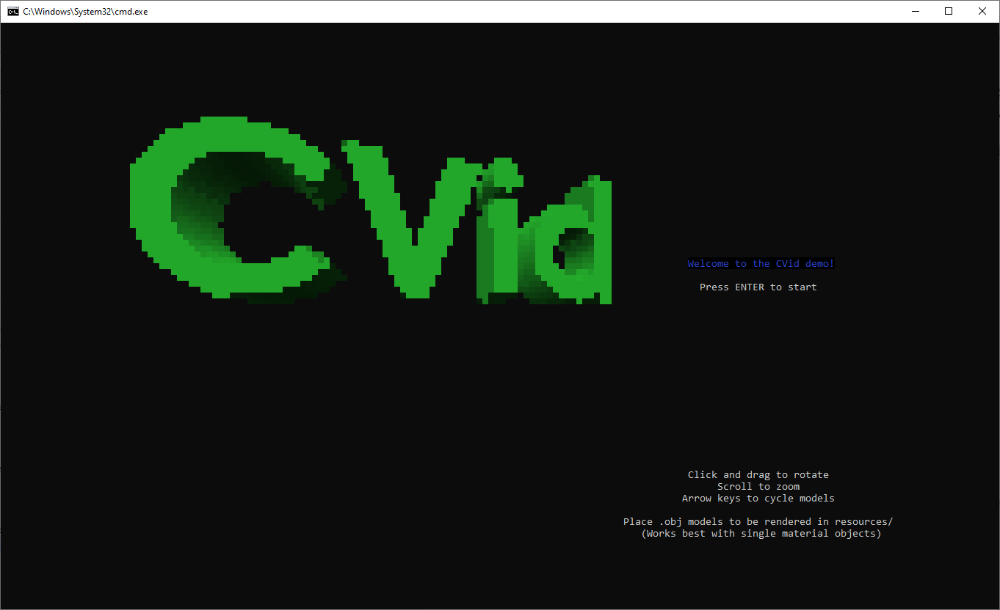 C:\Windows\System32\cmd.exe
CVid
Welcome to the CVid demo!
Press ENTER to start
Click and drag to rotate
Scroll to zoom
Arrow keys to cycle models
Place .obj models to be rendered in resources/
(Works best with single material objects)